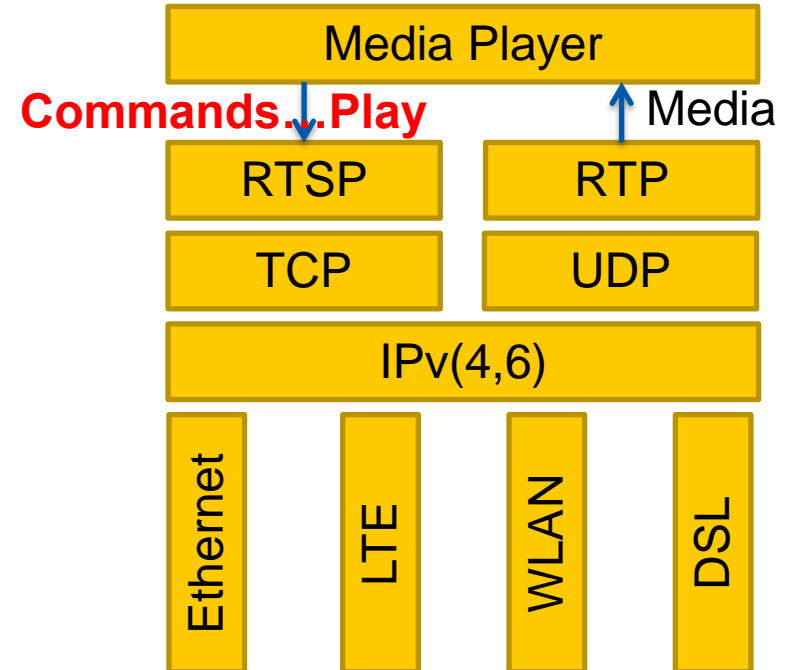 Media Player
Commands...Play
Media
RTSP
RTP
TCP
UDP
IPv(4,6)
Ethernet
LTE
WLAN
DSL